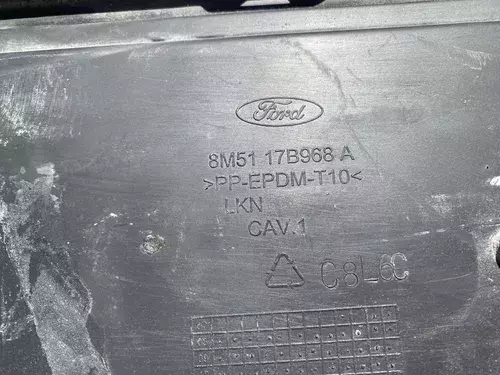 Ford
8M51 17B968 A
>PP-EPDM-T10<
LKN
CAV.1
C8L6C